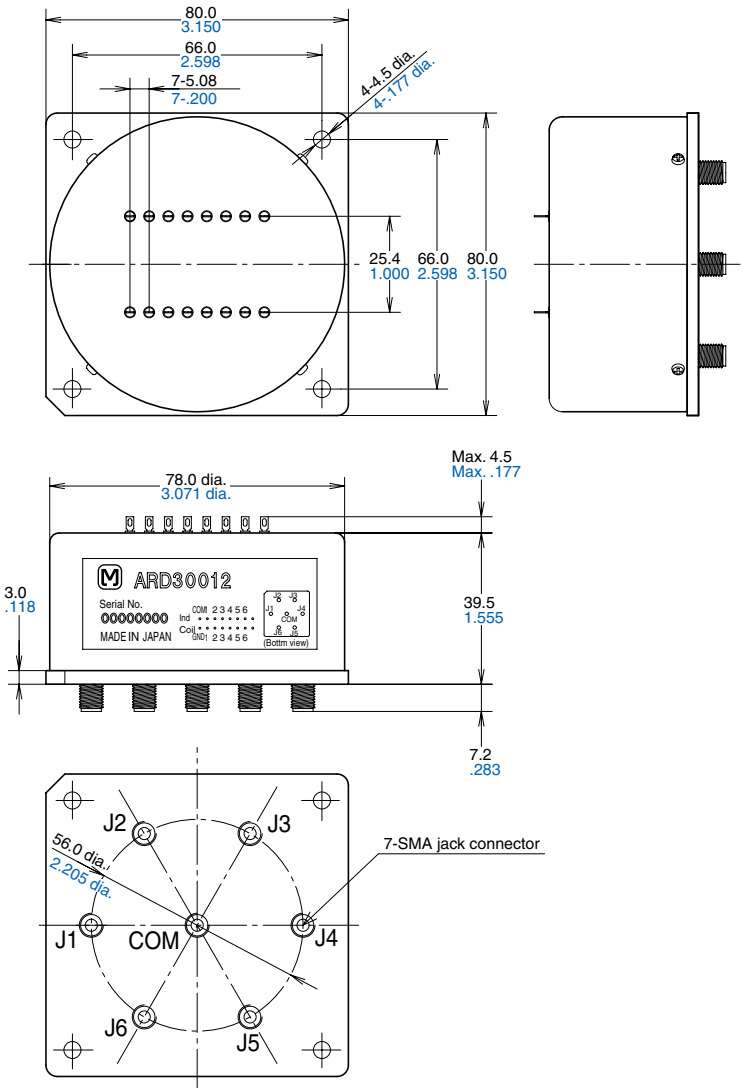 80.0
3.150
66.0
2.598
7-5.08
7-.200
4-4.5 dia.
4-.177 dia.
25.4
1.000
66.0
2.598
80.0
3.150
Max. 4.5
Max. .177
78.0 dia.
3.071 dia.
3.0
.118
M ARD30012
Serial No.
00000000
MADE IN JAPAN
COM 2 3 4 5 6
Ind
Coil
GND1 2 3 4 5 6
J2 J3
J1 J4
COM
J6 J5
(Bottm view)
39.5
1.555
7.2
.283
J2 J3
56.0 dia.
2.205 dia.
7-SMA jack connector
J1 COM J4
J6 J5